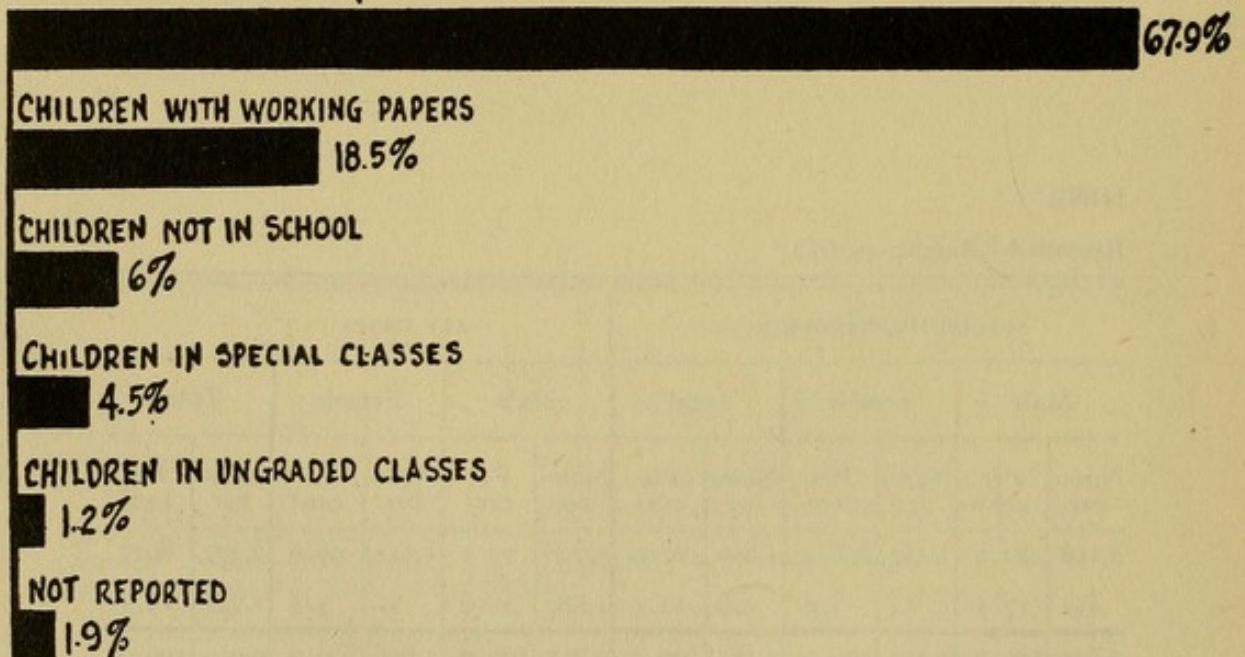 67.9%
CHILDREN WITH WORKING PAPERS
18.5%
CHILDREN NOT IN SCHOOL
6%
CHILDREN IN SPECIAL CLASSES
4.5%
CHILDREN IN UNGRADED CLASSES
1.2%
NOT REPORTED
1.9%